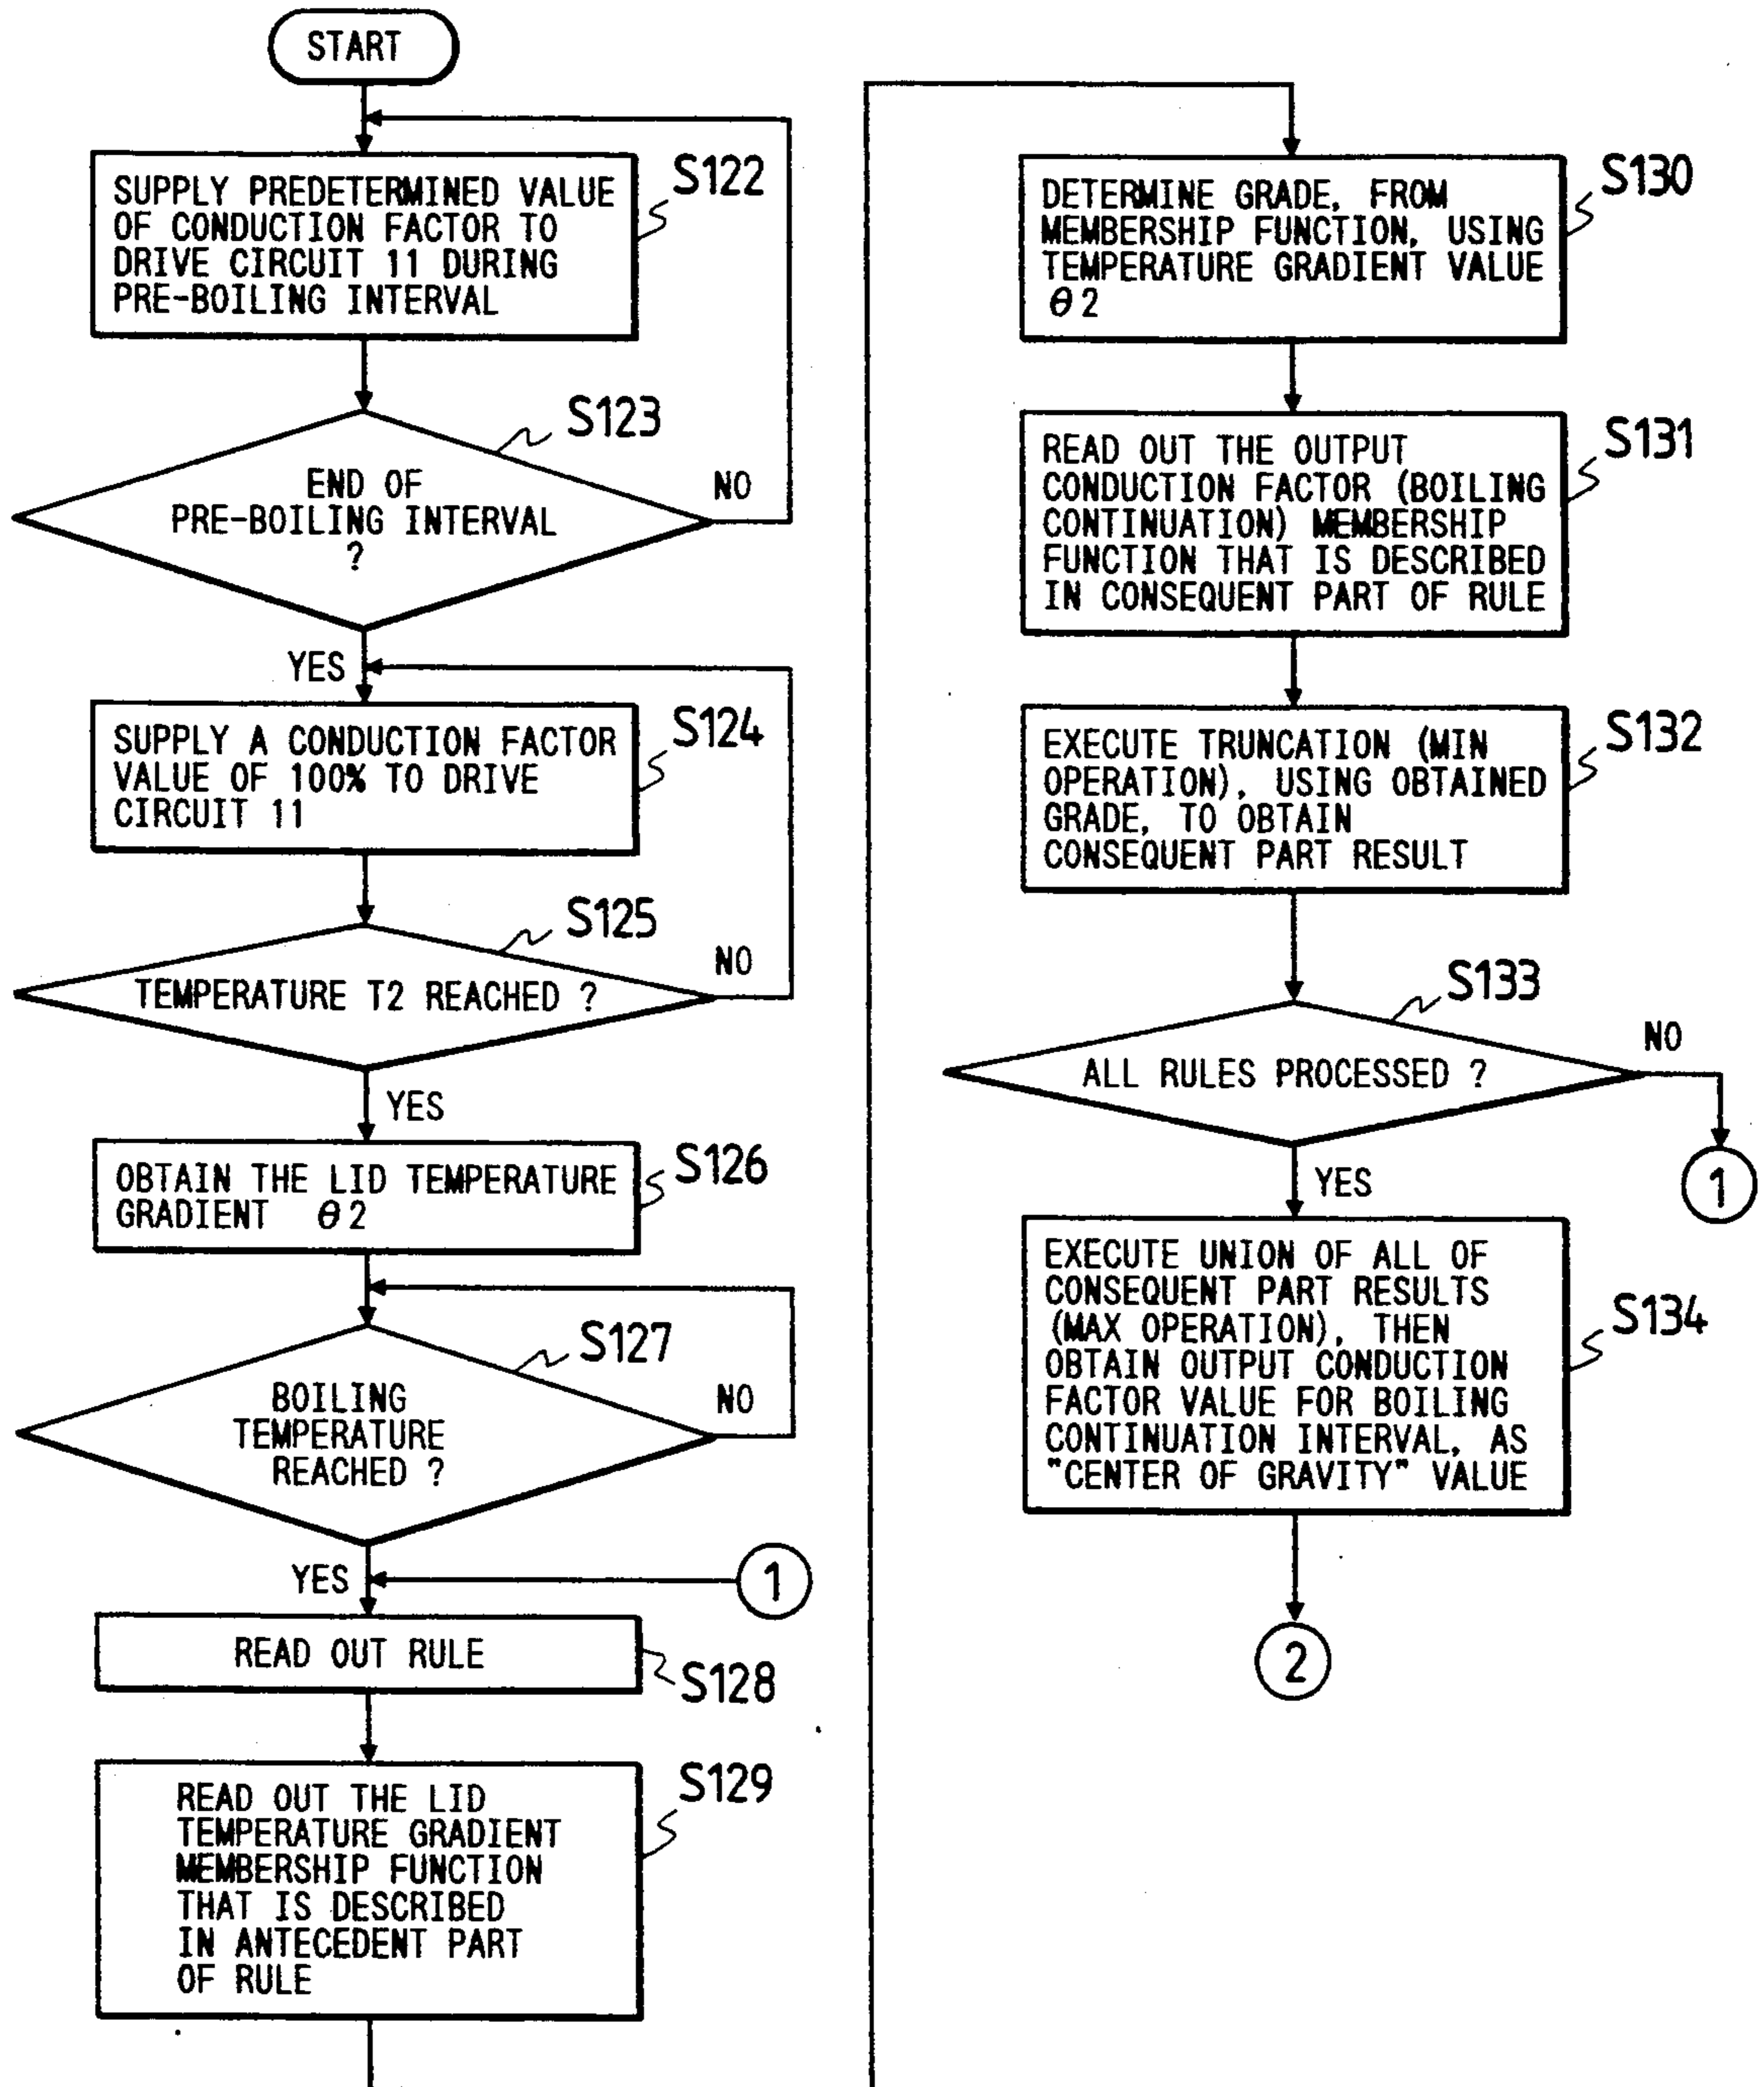 START
SUPPLY PREDETERMINED VALUE
OF CONDUCTION FACTOR TO
DRIVE CIRCUIT 11 DURING
PRE-BOILING INTERVAL
S122
END OF
PRE-BOILING INTERVAL
?
S123
NO
YES
SUPPLY A CONDUCTION FACTOR
VALUE OF 100% TO DRIVE
CIRCUIT 11
S124
TEMPERATURE T2 REACHED ?
S125
NO
YES
OBTAIN THE LID TEMPERATURE
GRADIENT θ2
S126
BOILING
TEMPERATURE
REACHED ?
S127
NO
YES
1
READ OUT RULE
S128
READ OUT THE LID
TEMPERATURE GRADIENT
MEMBERSHIP FUNCTION
THAT IS DESCRIBED
IN ANTECEDENT PART
OF RULE
S129
DETERMINE GRADE, FROM
MEMBERSHIP FUNCTION, USING
TEMPERATURE GRADIENT VALUE
θ2
S130
READ OUT THE OUTPUT
CONDUCTION FACTOR (BOILING
CONTINUATION) MEMBERSHIP
FUNCTION THAT IS DESCRIBED
IN CONSEQUENT PART OF RULE
S131
EXECUTE TRUNCATION (MIN
OPERATION), USING OBTAINED
GRADE, TO OBTAIN
CONSEQUENT PART RESULT
S132
ALL RULES PROCESSED ?
S133
NO
1
YES
EXECUTE UNION OF ALL OF
CONSEQUENT PART RESULTS
(MAX OPERATION), THEN
OBTAIN OUTPUT CONDUCTION
FACTOR VALUE FOR BOILING
CONTINUATION INTERVAL, AS
"CENTER OF GRAVITY" VALUE
S134
2